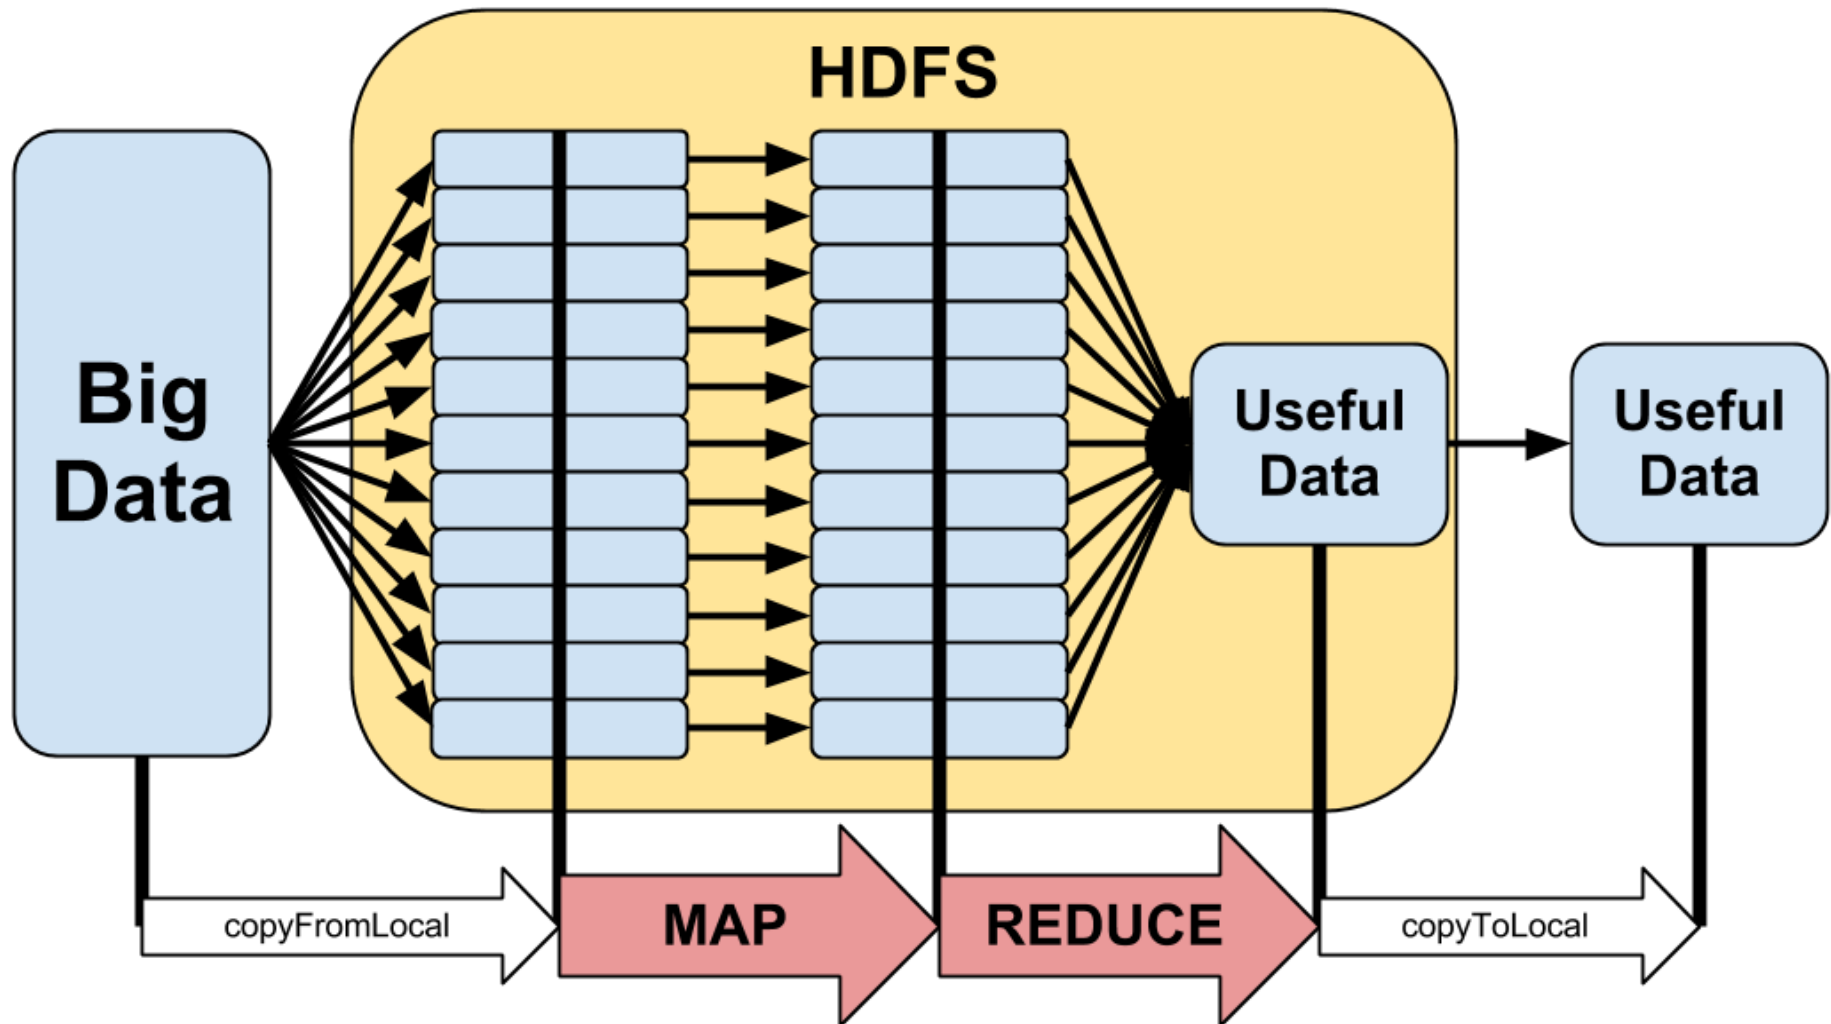 HDFS
Big
Data
Useful
Data
Useful
Data
copyFromLocal
MAP
REDUCE
copyToLocal